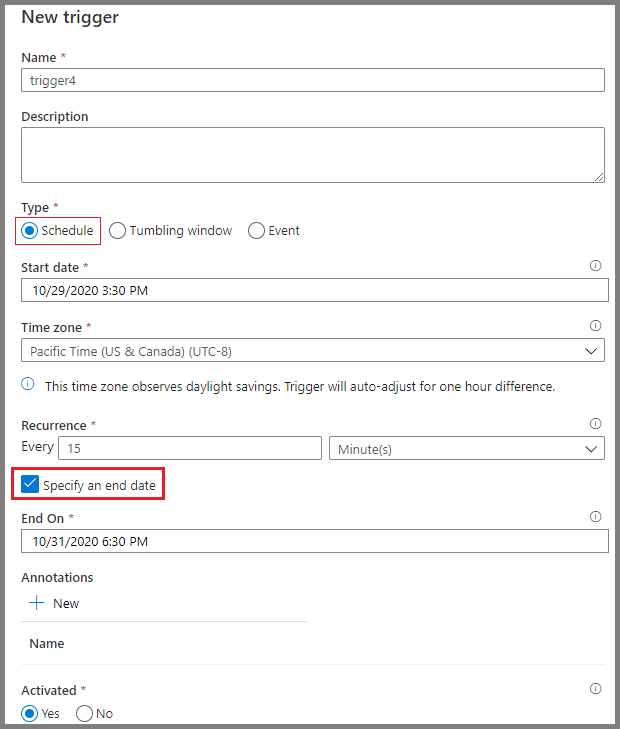 New trigger
Name *
trigger4
Description
Type *
Schedule Tumbling window Event
Start date *
10/29/2020 3:30 PM
Time zone *
Pacific Time (US & Canada) (UTC-8)
This time zone observes daylight savings. Trigger will auto-adjust for one hour difference.
Recurrence *
Every 15 Minute(s)
Specify an end date
End On *
10/31/2020 6:30 PM
Annotations
New
Name
Activated *
Yes No